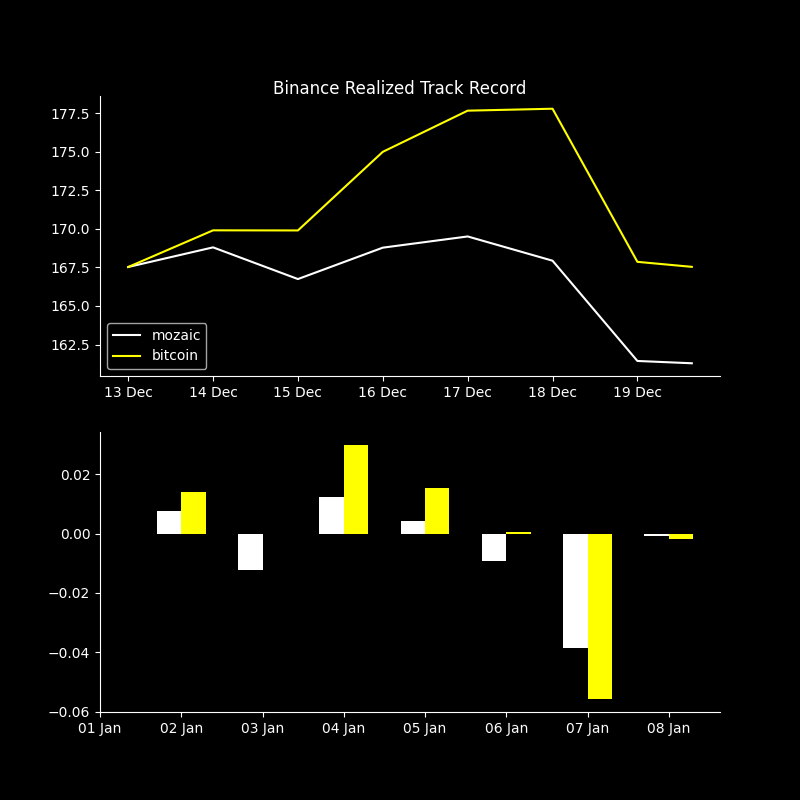 Binance Realized Track Record
177.5
175.0
172.5
170.0
167.5
165.0
162.5
mozaic
bitcoin
13 Dec 14 Dec 15 Dec 16 Dec 17 Dec 18 Dec 19 Dec
0.02
0.00
−0.02
−0.04
−0.06
01 Jan 02 Jan 03 Jan 04 Jan 05 Jan 06 Jan 07 Jan 08 Jan